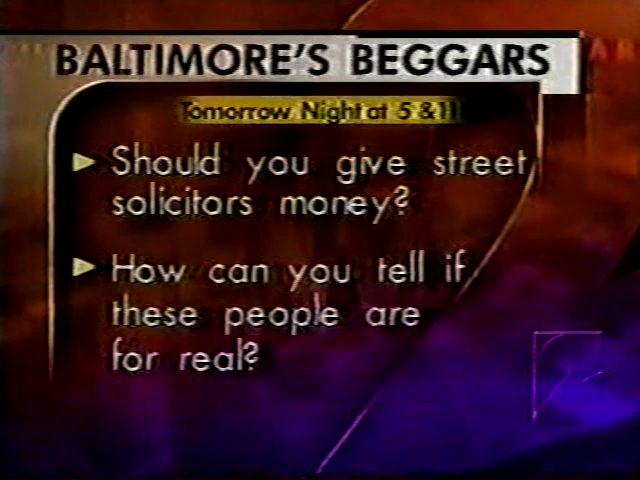 BALTIMORE'S BEGGARS
Tomorrow Night at 5 & 11
Should you give street
solicitors money?
How can you tell if
these people are
for real?